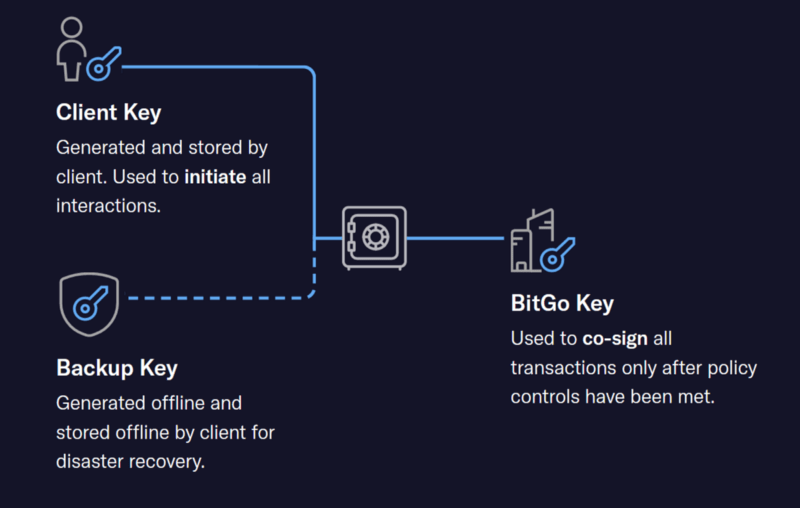 Client Key
Generated and stored by
client. Used to initiate all
interactions.
Backup Key
Generated offline and
stored offline by client for
disaster recovery.
BitGo Key
Used to co-sign all
transactions only after policy
controls have been met.